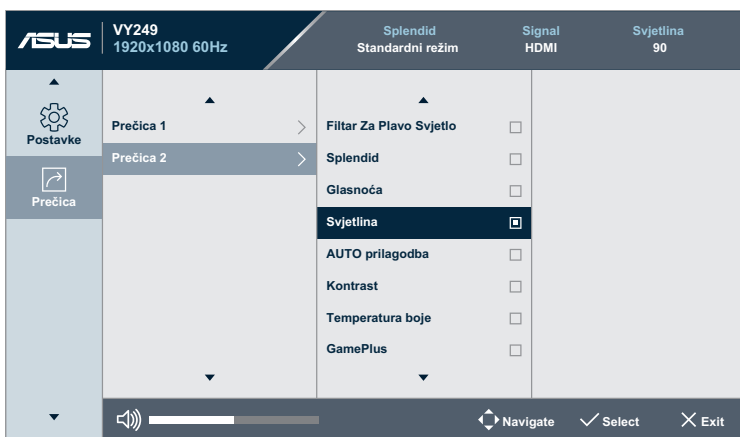 ASUS
VY249
1920x1080 60Hz
Splendid
Standardni režim
Signal
HDMI
Svjetlina
90
Postavke
Prečica
Prečica 1
Prečica 2
Filtar Za Plavo Svjetlo
Splendid
Glasnoća
Svjetlina
AUTO prilagodba
Kontrast
Temperatura boje
GamePlus
Navigate
Select
Exit